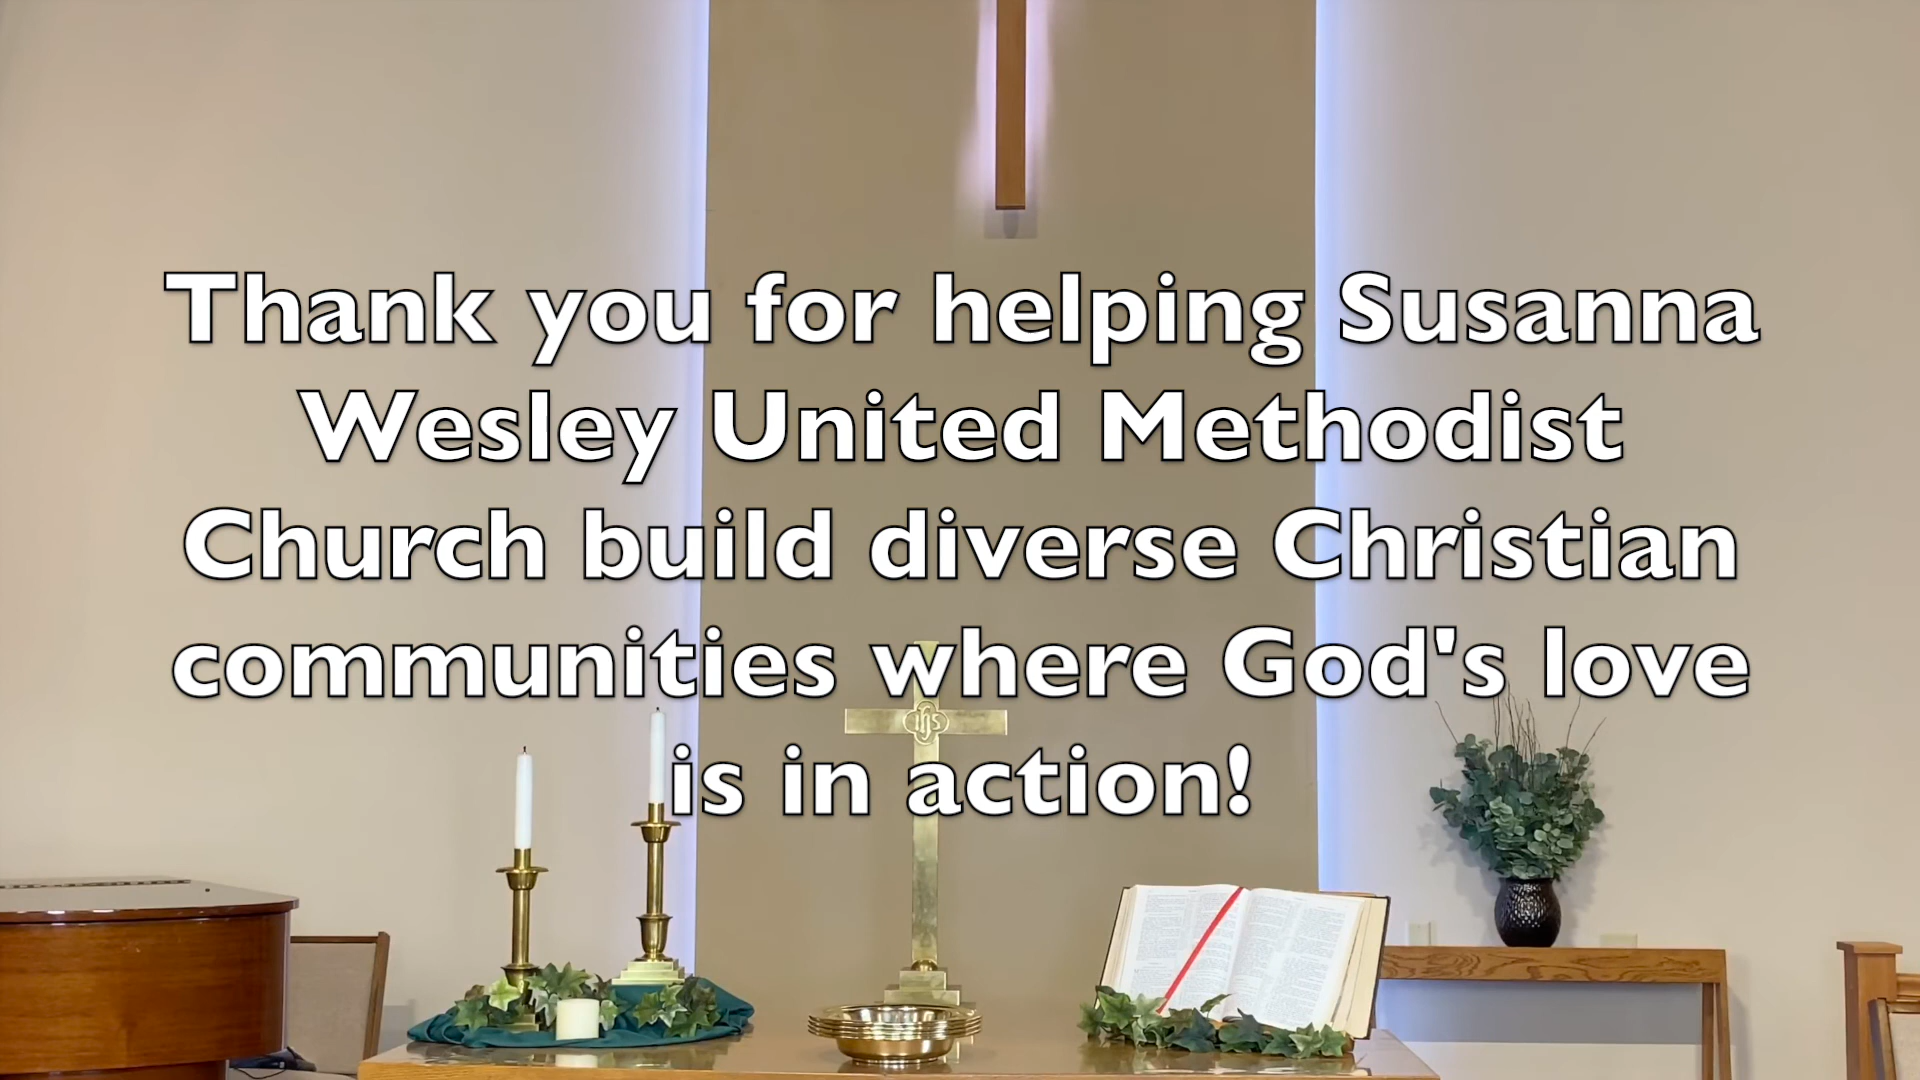 Thank you for helping Susanna
Wesley United Methodist
Church build diverse Christian
communities where God's love
is in action!
IHS